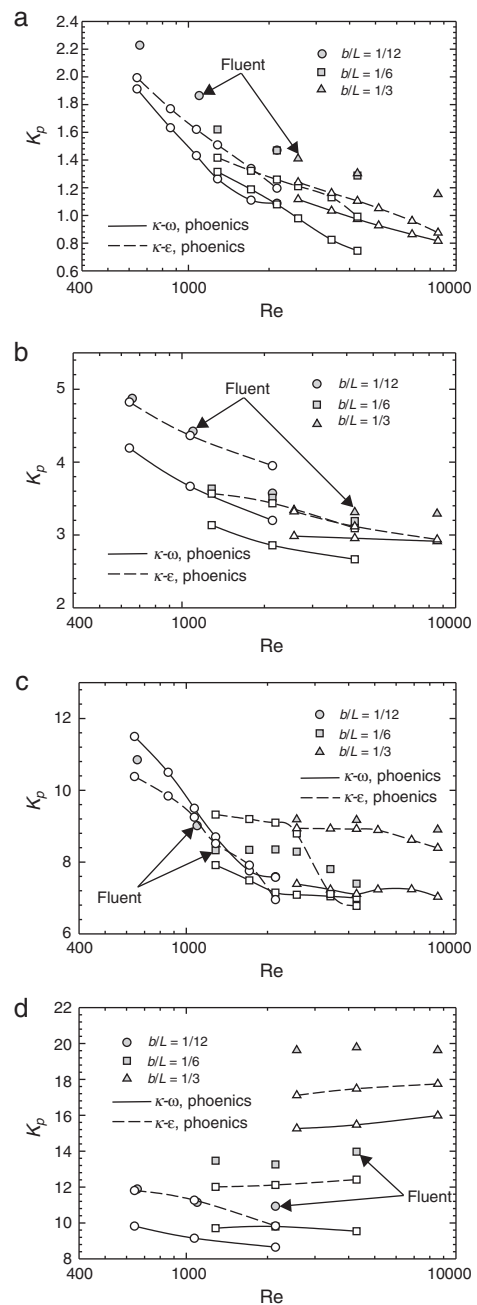 a
2.4
2.2
2.0
1.8
1.6
1.4
1.2
1.0
0.8
0.6
Kp
Fluent
b/L = 1/12
b/L = 1/6
b/L = 1/3
κ-ω, phoenics
κ-ε, phoenics
400 1000 10000
Re
b
5
4
3
2
Kp
Fluent
b/L = 1/12
b/L = 1/6
b/L = 1/3
κ-ω, phoenics
κ-ε, phoenics
400 1000 10000
Re
c
12
10
8
6
Kp
b/L = 1/12
b/L = 1/6
b/L = 1/3
κ-ω, phoenics
κ-ε, phoenics
Fluent
400 1000 10000
Re
d
22
20
18
16
14
12
10
8
Kp
b/L = 1/12
b/L = 1/6
b/L = 1/3
κ-ω, phoenics
κ-ε, phoenics
Fluent
400 1000 10000
Re